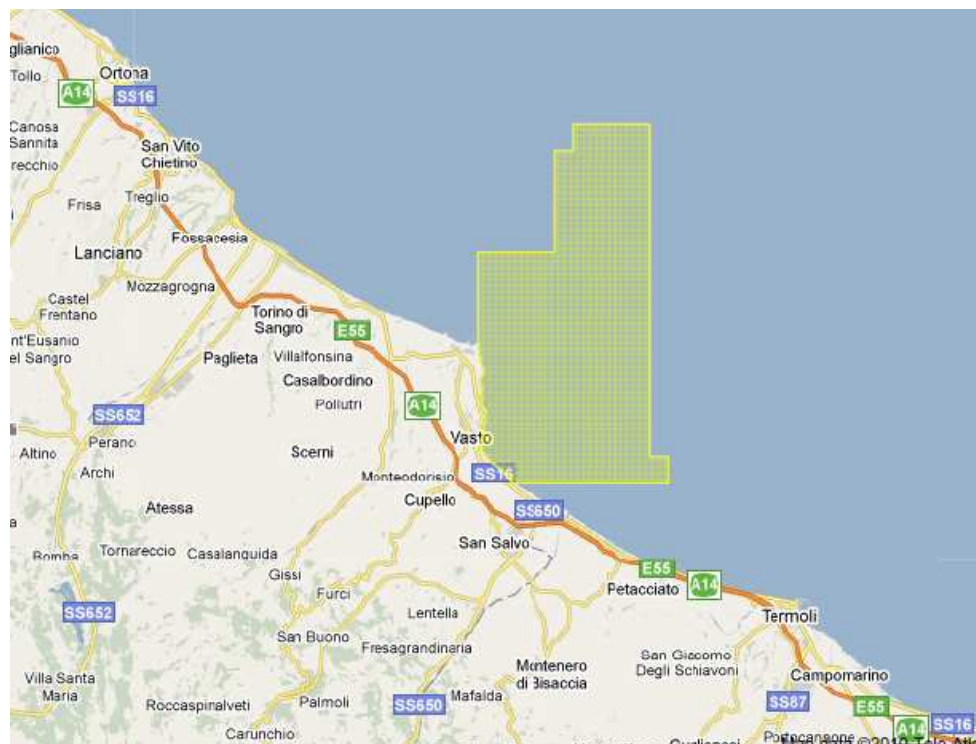 glianico
Tollo
Ortona
A14
SS16
Canosa
Sannita
recchio
San Vito
Chietino
Treglio
Frisa
Fossacesia
Lanciano
Mozzagrogna
Castel
Frentano
Torino di
Sangro
E55
nt'Eusanio
el Sangro
Paglieta
Villalfonsina
Casalbordino
Pollutri
A14
SS652
Perano
Altino
Vasto
Scerni
Archi
Monteodorisio
SS16
Cupello
Atessa
SS650
San Salvo
Bomba
Tornareccio
Casalanguida
Gissi
E55
A14
Petacciato
Furci
SS652
Lentella
Termoli
San Buono
Fresagrandinaria
San Giacomo
Degli Schiavoni
Montenero
di Bisaccia
Campomarino
Villa Santa
Maria
Roccaspinalveti
Palmoli
SS650
Mafalda
SS87
E55
SS16
A14
Carunchio